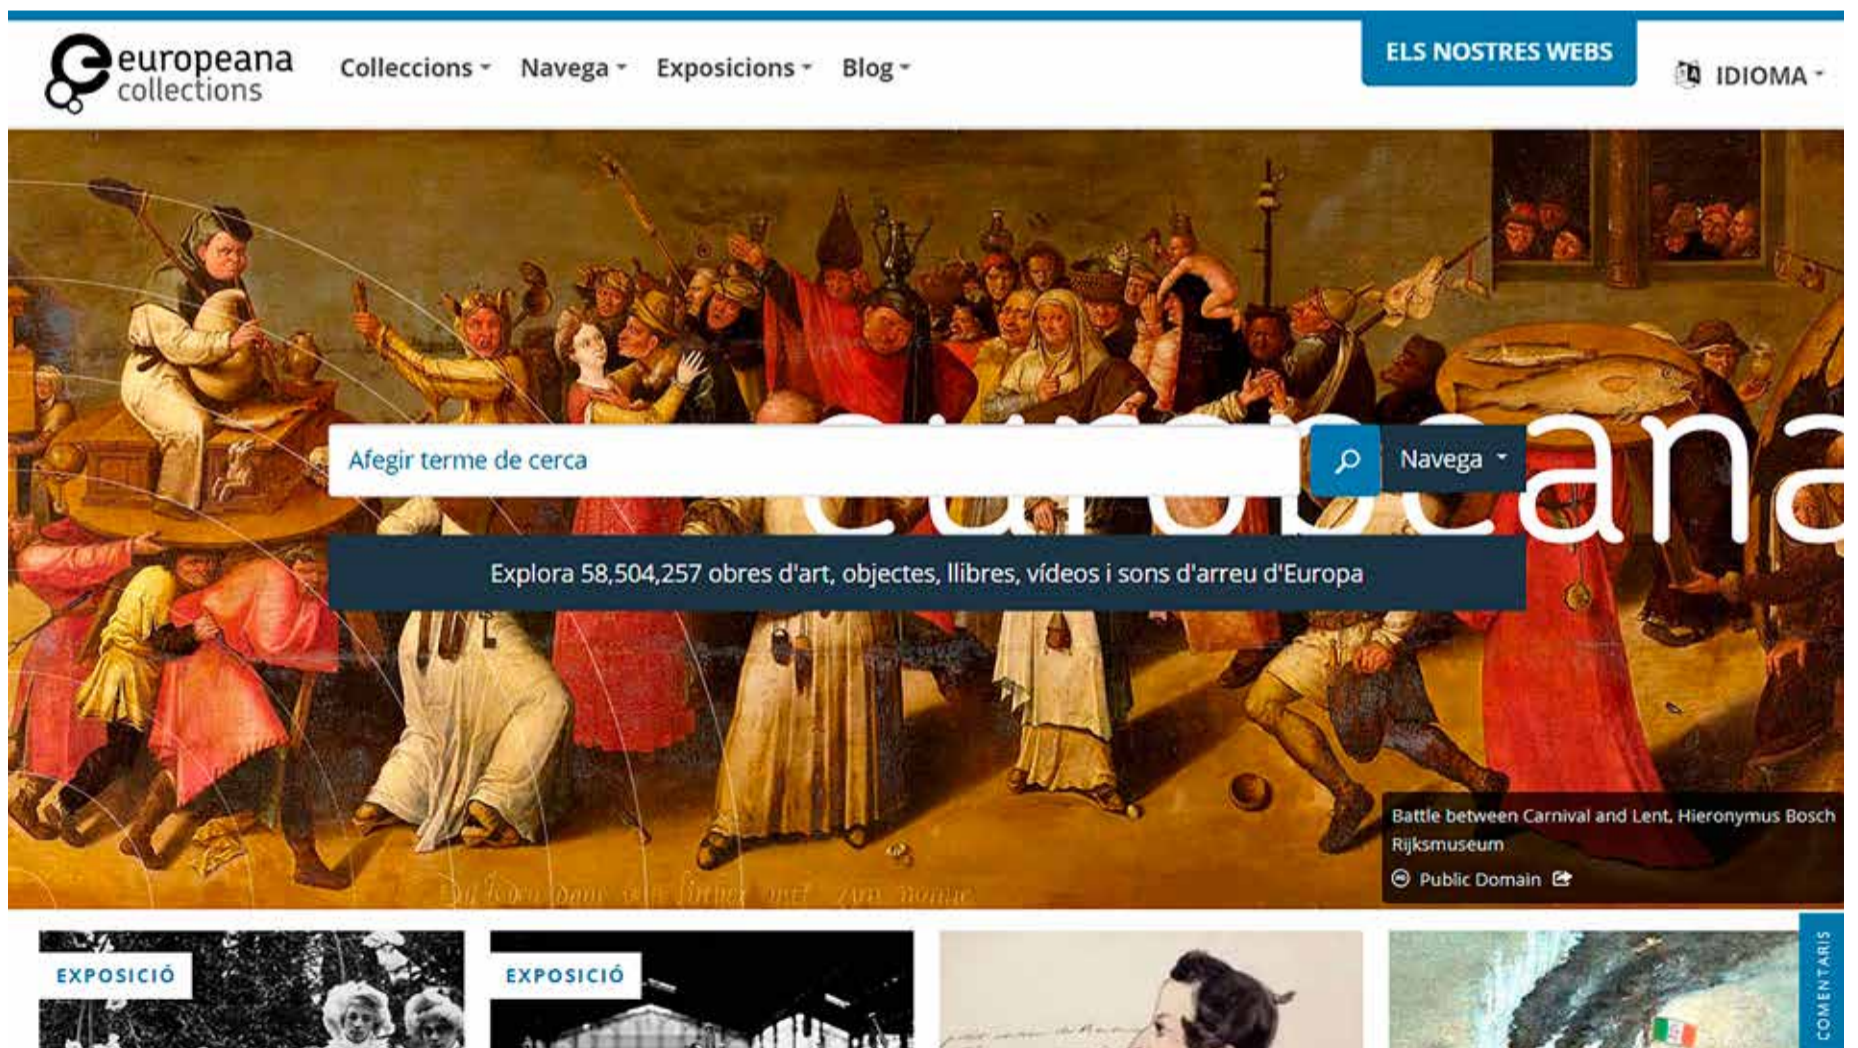 europeana
collections
Colleccions
Navega
Exposicions
Blog
ELS NOSTRES WEBS
IDIOMA
europeana
Afegir terme de cerca
Navega
Explora 58,504,257 obres d'art, objectes, llibres, vídeos i sons d'arreu d'Europa
Battle between Carnival and Lent. Hieronymus Bosch
Rijksmuseum
Public Domain
EXPOSICIÓ
EXPOSICIÓ
COMENTARIS